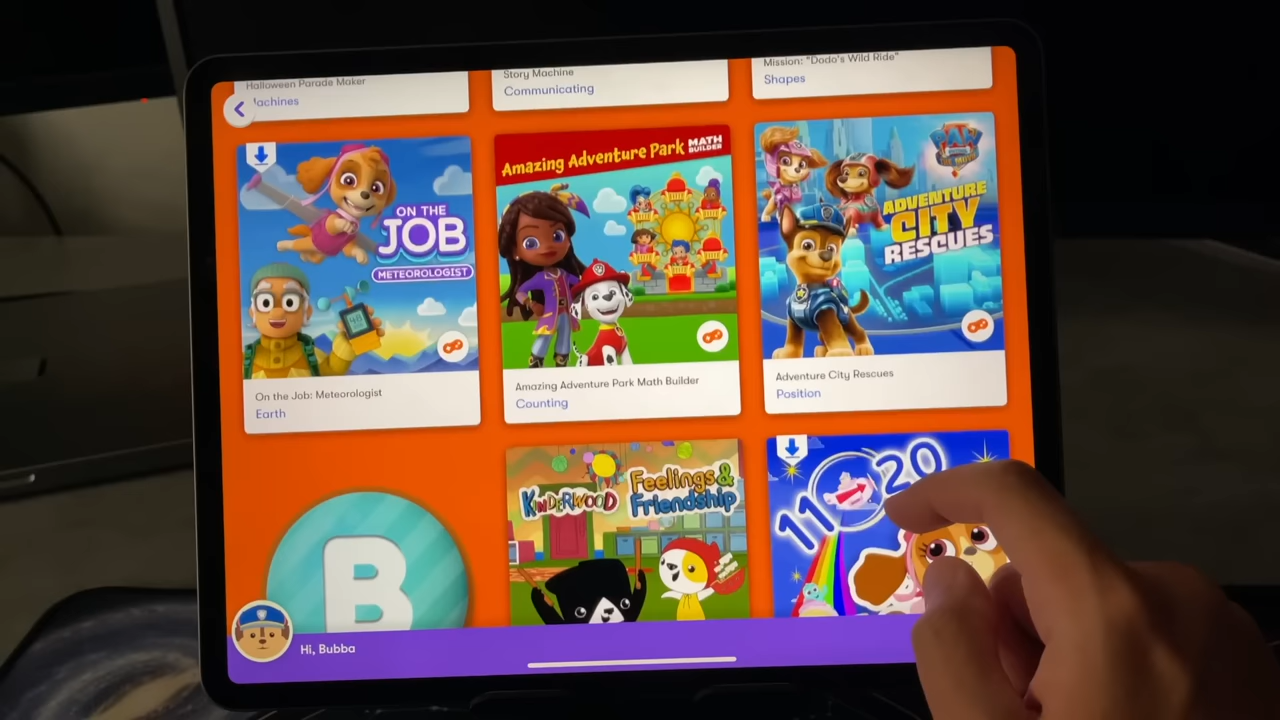 Halloween Parade Maker
Machines
Story Machine
Communicating
Mission: "Dodo's Wild Ride"
Shapes
ON THE
JOB
METEOROLOGIST
On the Job: Meteorologist
Earth
Amazing Adventure Park MATH
BUILDER
Amazing Adventure Park Math Builder
Counting
PAW
THE MOVIE
ADVENTURE
CITY
RESCUES
Adventure City Rescues
Position
B
KINDERWOOD
Feelings &
Friendship
11
20
Hi, Bubba